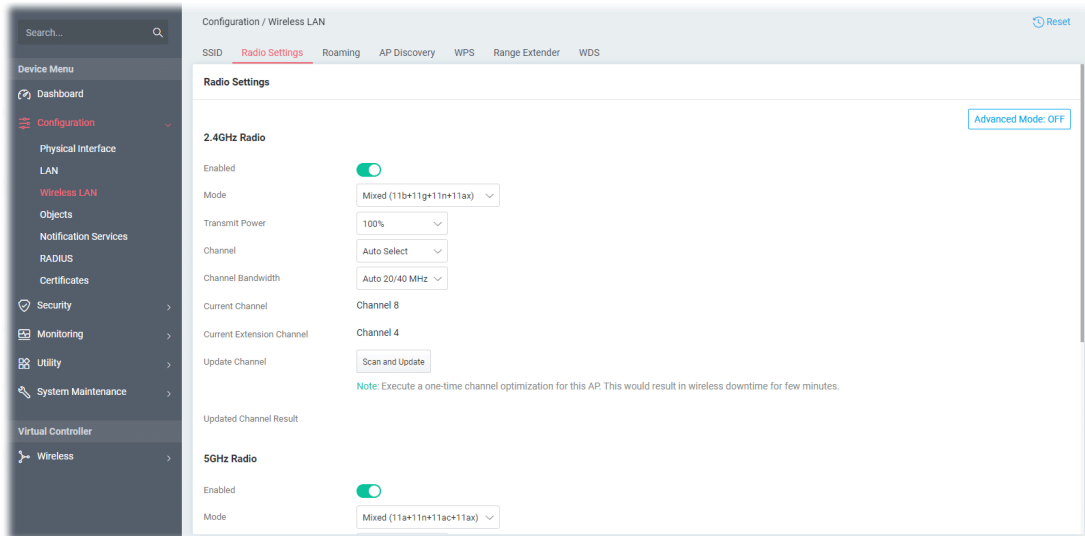 Search...
Device Menu
Dashboard
Configuration
Physical Interface
LAN
Wireless LAN
Objects
Notification Services
RADIUS
Certificates
Security
Monitoring
Utility
System Maintenance
Virtual Controller
Wireless
Configuration / Wireless LAN
Reset
SSID Radio Settings Roaming AP Discovery WPS Range Extender WDS
Radio Settings
Advanced Mode: OFF
2.4GHz Radio
Enabled
Mode Mixed (11b+11g+11n+11ax)
Transmit Power 100%
Channel Auto Select
Channel Bandwidth Auto 20/40 MHz
Current Channel Channel 8
Current Extension Channel Channel 4
Update Channel Scan and Update
Note: Execute a one-time channel optimization for this AP. This would result in wireless downtime for few minutes.
Updated Channel Result
5GHz Radio
Enabled
Mode Mixed (11a+11n+11ac+11ax)